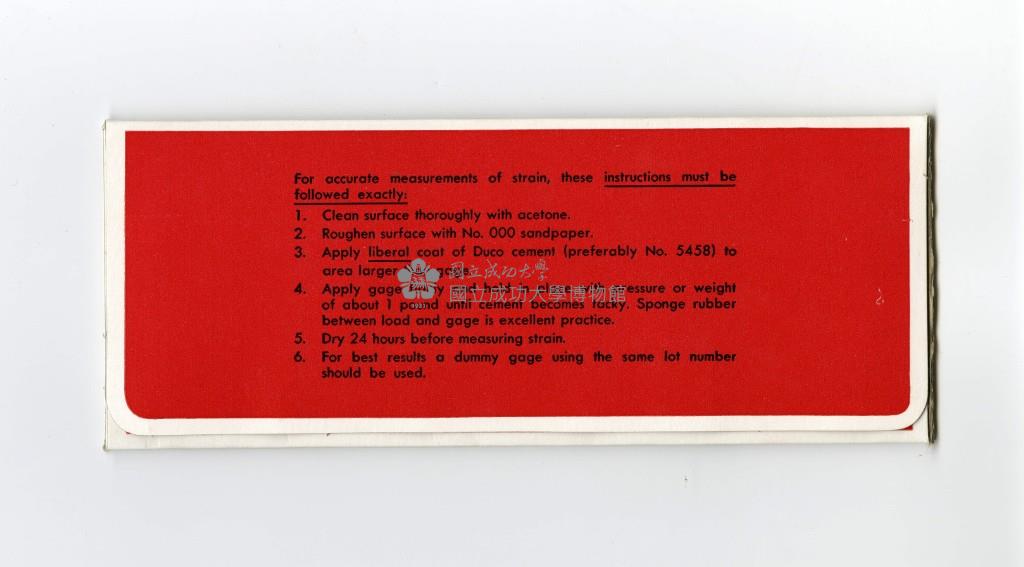 For accurate measurements of strain, these instructions must be
followed exactly:
1. Clean surface thoroughly with acetone.
2. Roughen surface with No. 000 sandpaper.
3. Apply liberal coat of Duco cement (preferably No. 5458) to
area larger gage.
國立成功大學
4. Apply gage pressure or weight
國立成功大學博物館
of about 1 pound until cement becomes tacky. Sponge rubber
between load and gage is excellent practice.
5. Dry 24 hours before measuring strain.
6. For best results a dummy gage using the same lot number
should be used.